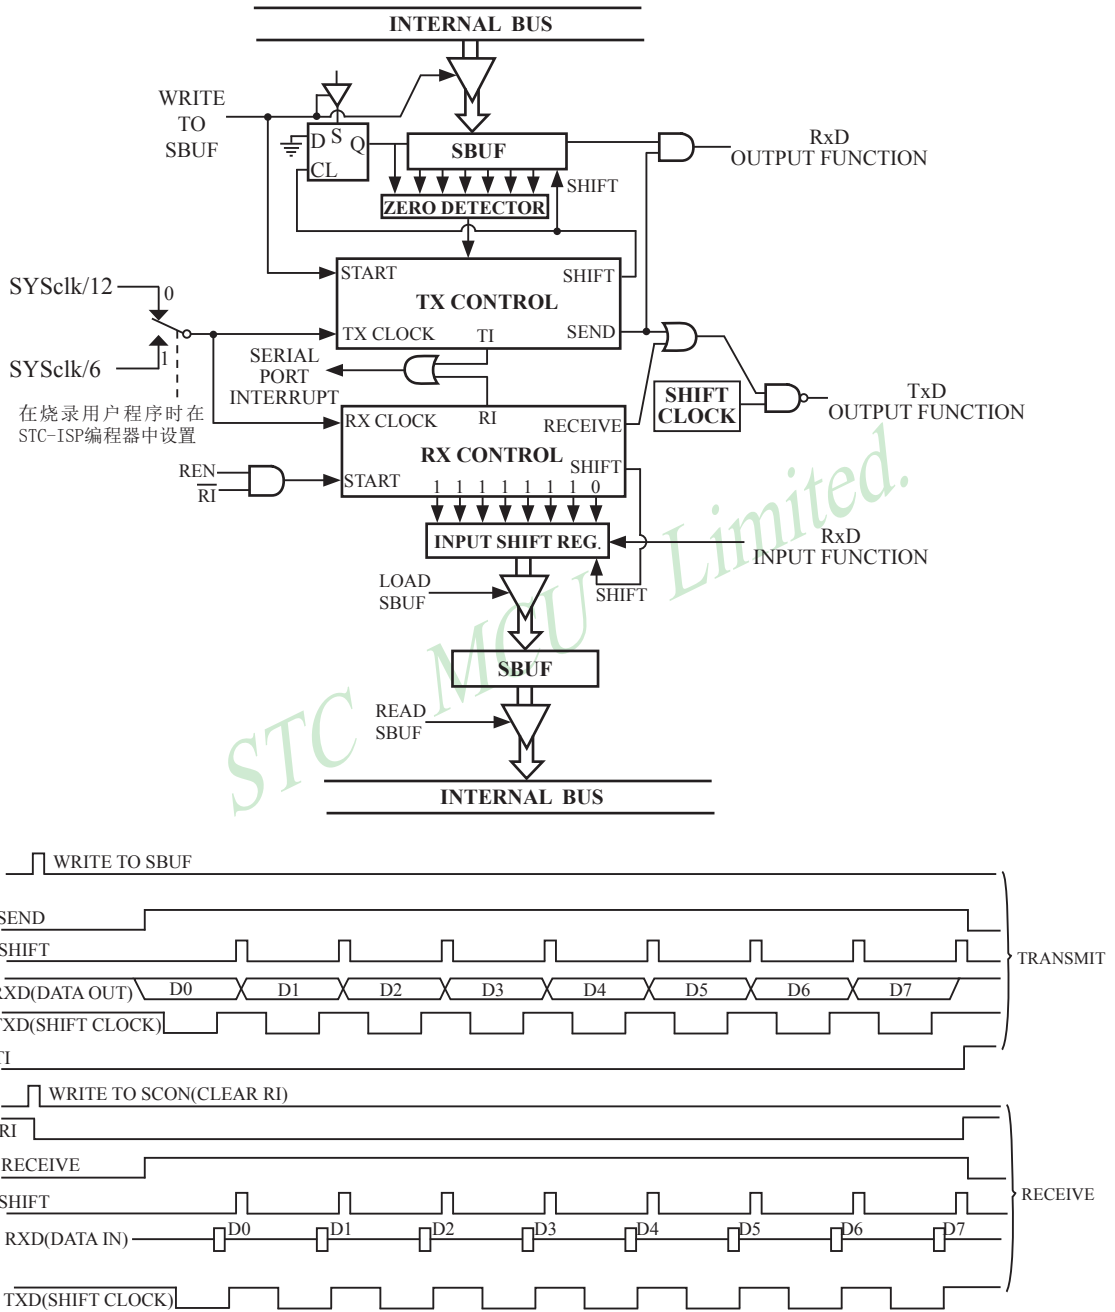 INTERNAL BUS
WRITE
TO
SBUF
D S Q
CL
SBUF
RxD
OUTPUT FUNCTION
SHIFT
ZERO DETECTOR
START
SHIFT
TX CONTROL
TX CLOCK
TI
SEND
SYSclk/12
0
SYSclk/6
1
在烧录用户程序时在
STC-ISP编程器中设置
SERIAL
PORT
INTERRUPT
SHIFT
CLOCK
TxD
OUTPUT FUNCTION
RX CLOCK
RI
RECEIVE
RX CONTROL
SHIFT
START
1 1 1 1 1 1 1 0
REN
RI
INPUT SHIFT REG.
RxD
INPUT FUNCTION
LOAD
SBUF
SHIFT
SBUF
READ
SBUF
INTERNAL BUS
STC MCU Limited.
WRITE TO SBUF
SEND
SHIFT
RXD(DATA OUT) D0 D1 D2 D3 D4 D5 D6 D7
TXD(SHIFT CLOCK)
TI
TRANSMIT
WRITE TO SCON(CLEAR RI)
RI
RECEIVE
SHIFT
RXD(DATA IN) D0 D1 D2 D3 D4 D5 D6 D7
TXD(SHIFT CLOCK)
RECEIVE